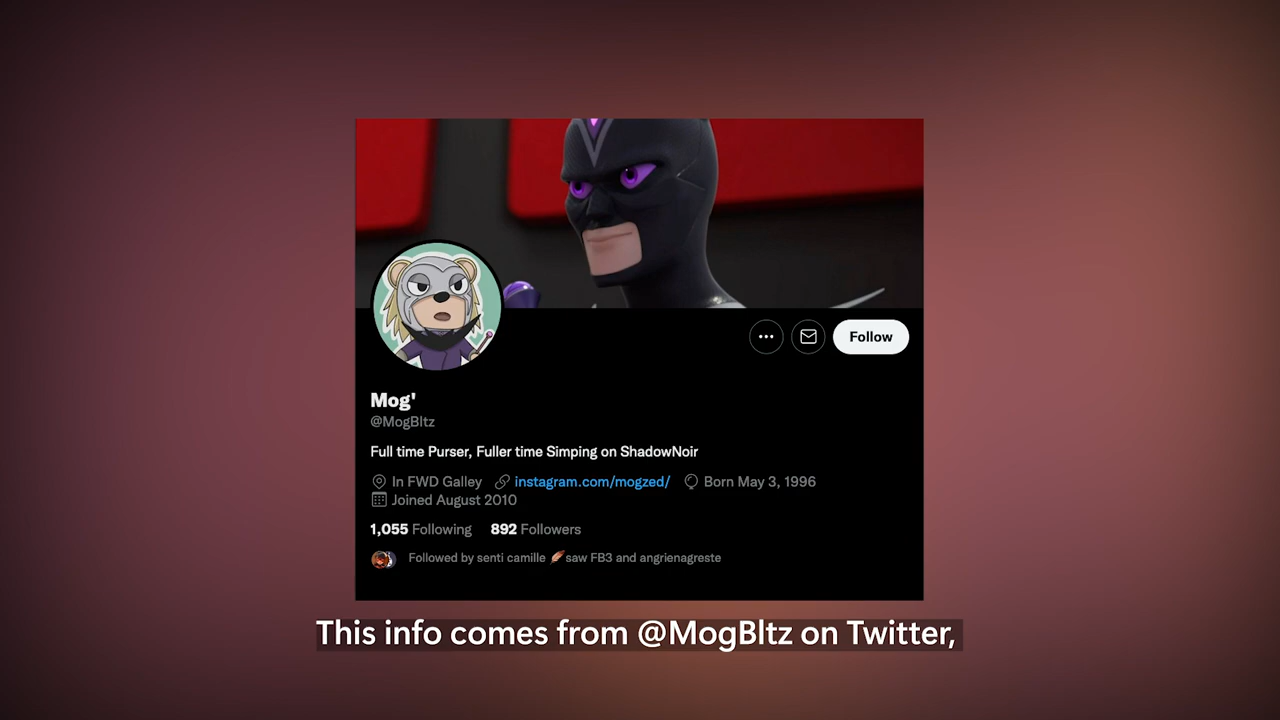 Follow
Mog'
@MogBltz
Full time Purser, Fuller time Simping on ShadowNoir
In FWD Galley instagram.com/mogzed/ Born May 3, 1996
Joined August 2010
1,055 Following 892 Followers
Followed by senti camille 🪶saw FB3 and angrienagreste
This info comes from @MogBltz on Twitter,